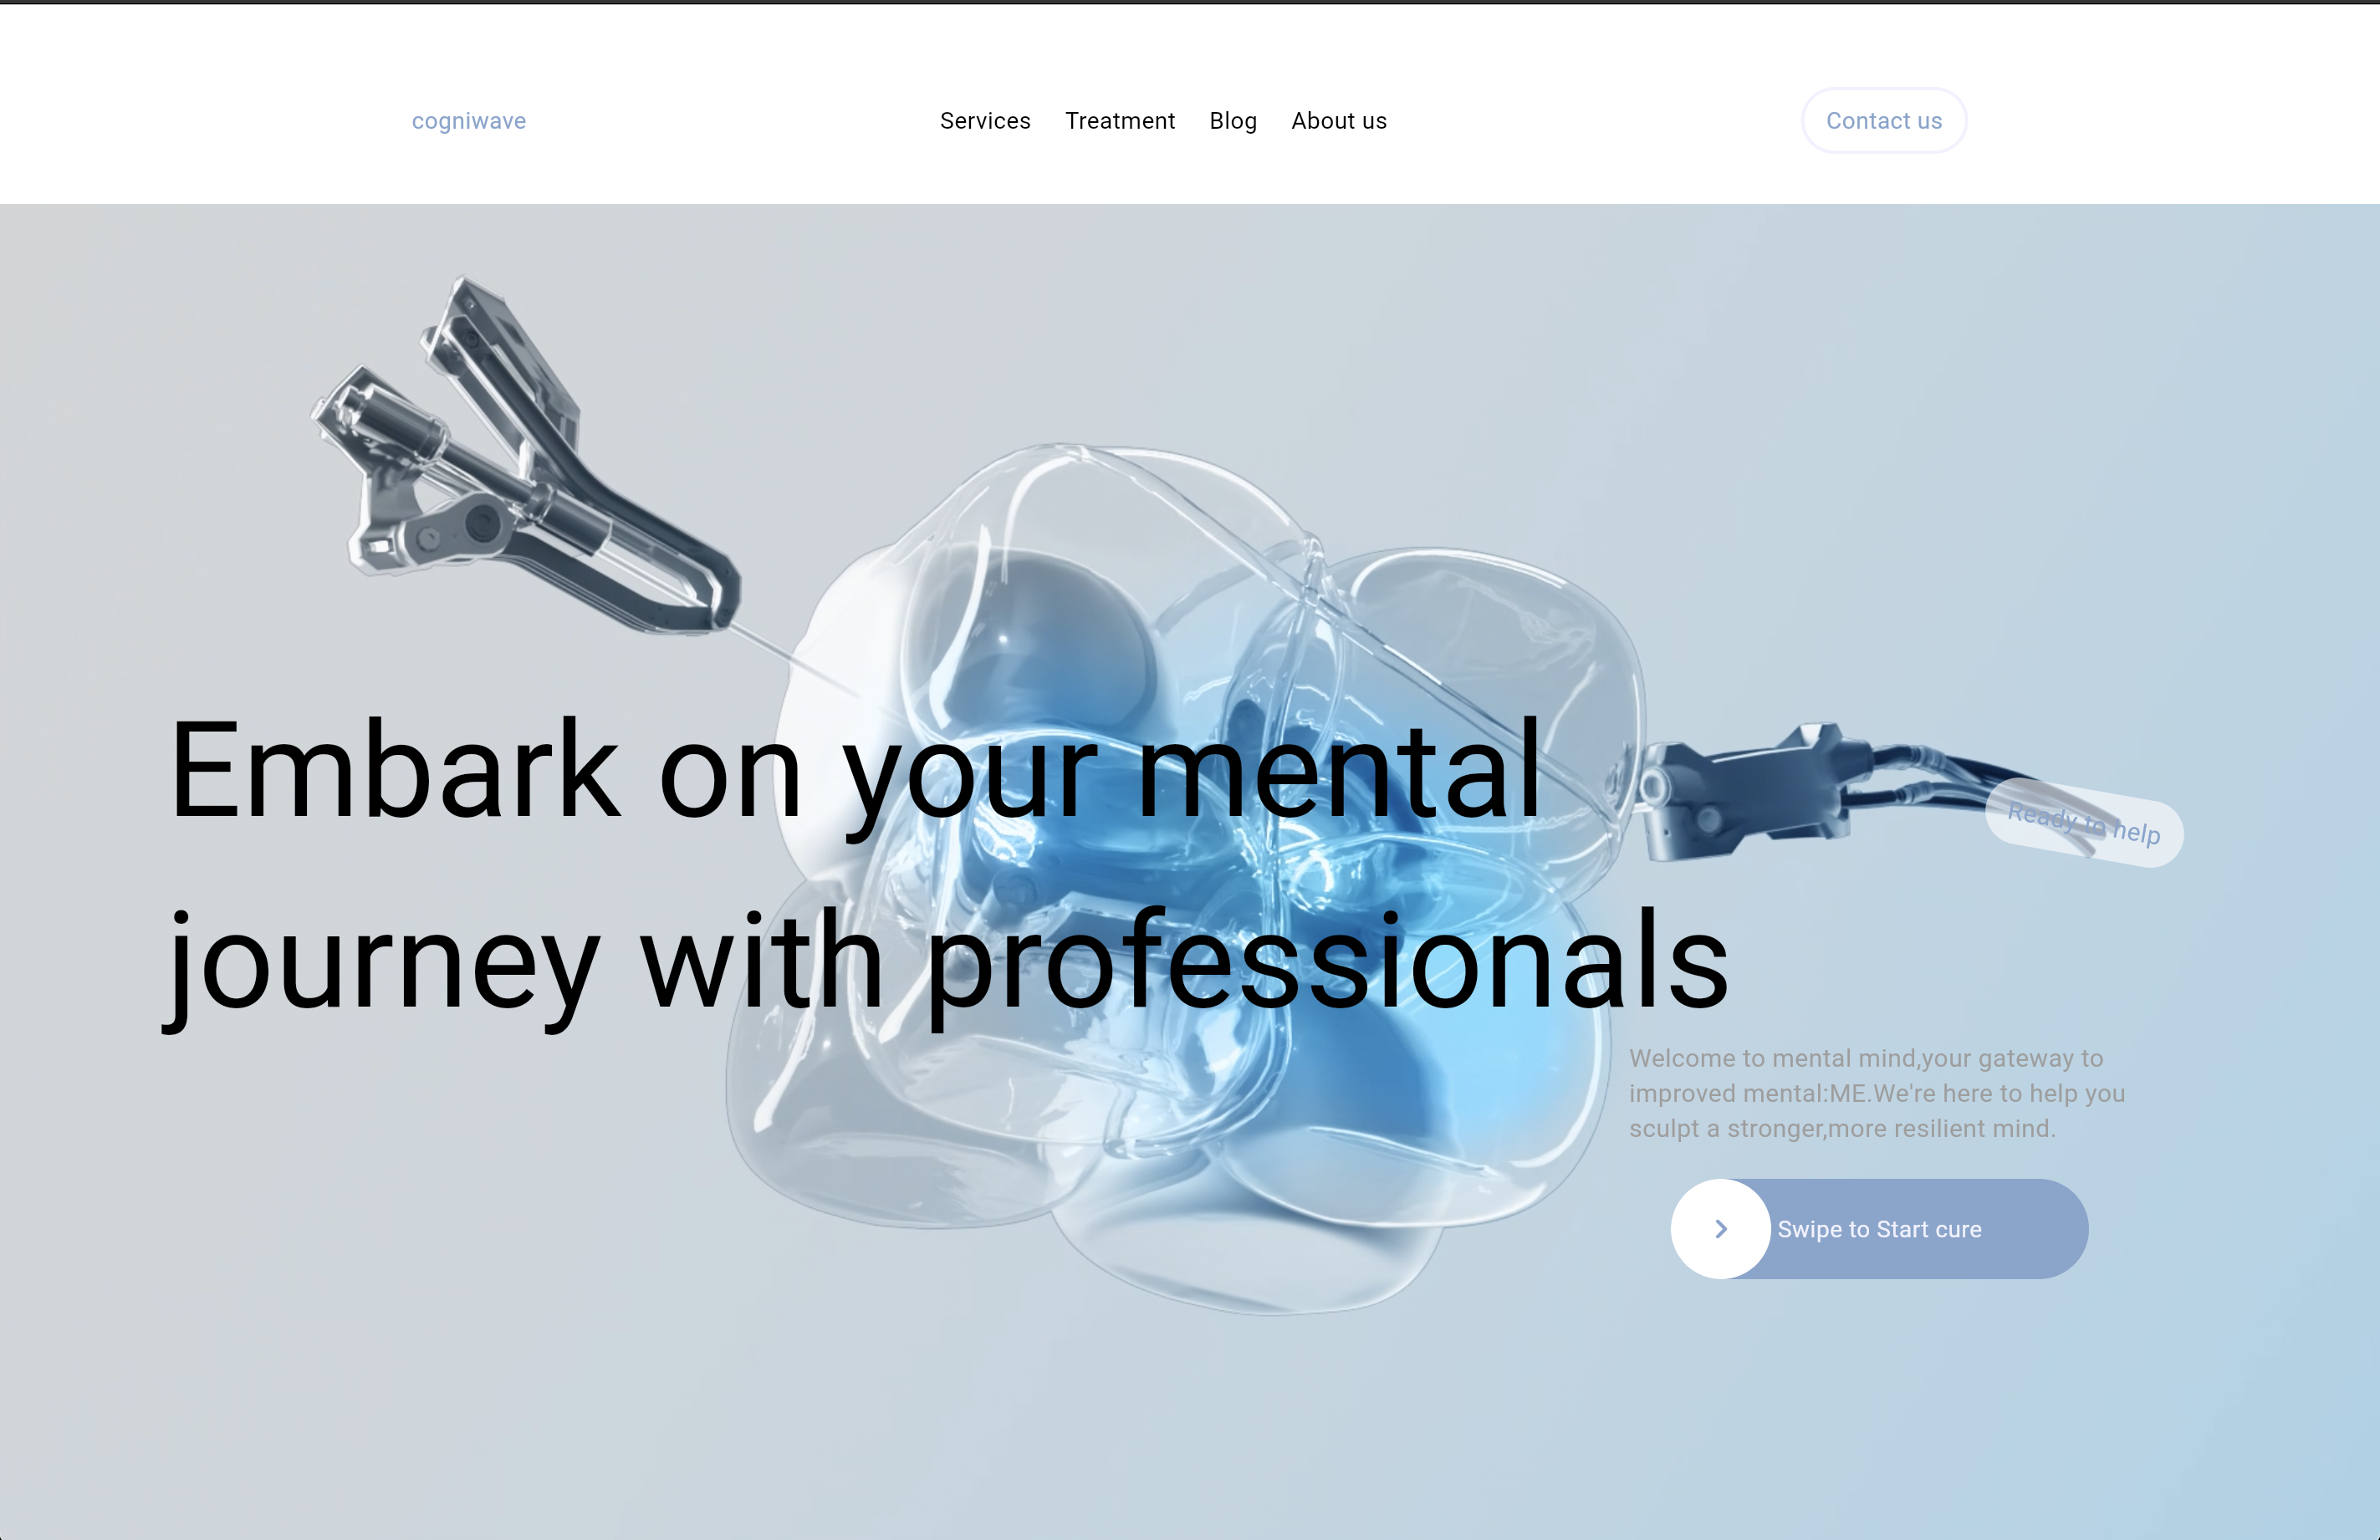 cogniwave
Services Treatment Blog About us
Contact us
Embark on your mental
journey with professionals
Ready to help
Welcome to mental mind,your gateway to
improved mental:ME.We're here to help you
sculpt a stronger,more resilient mind.
Swipe to Start cure